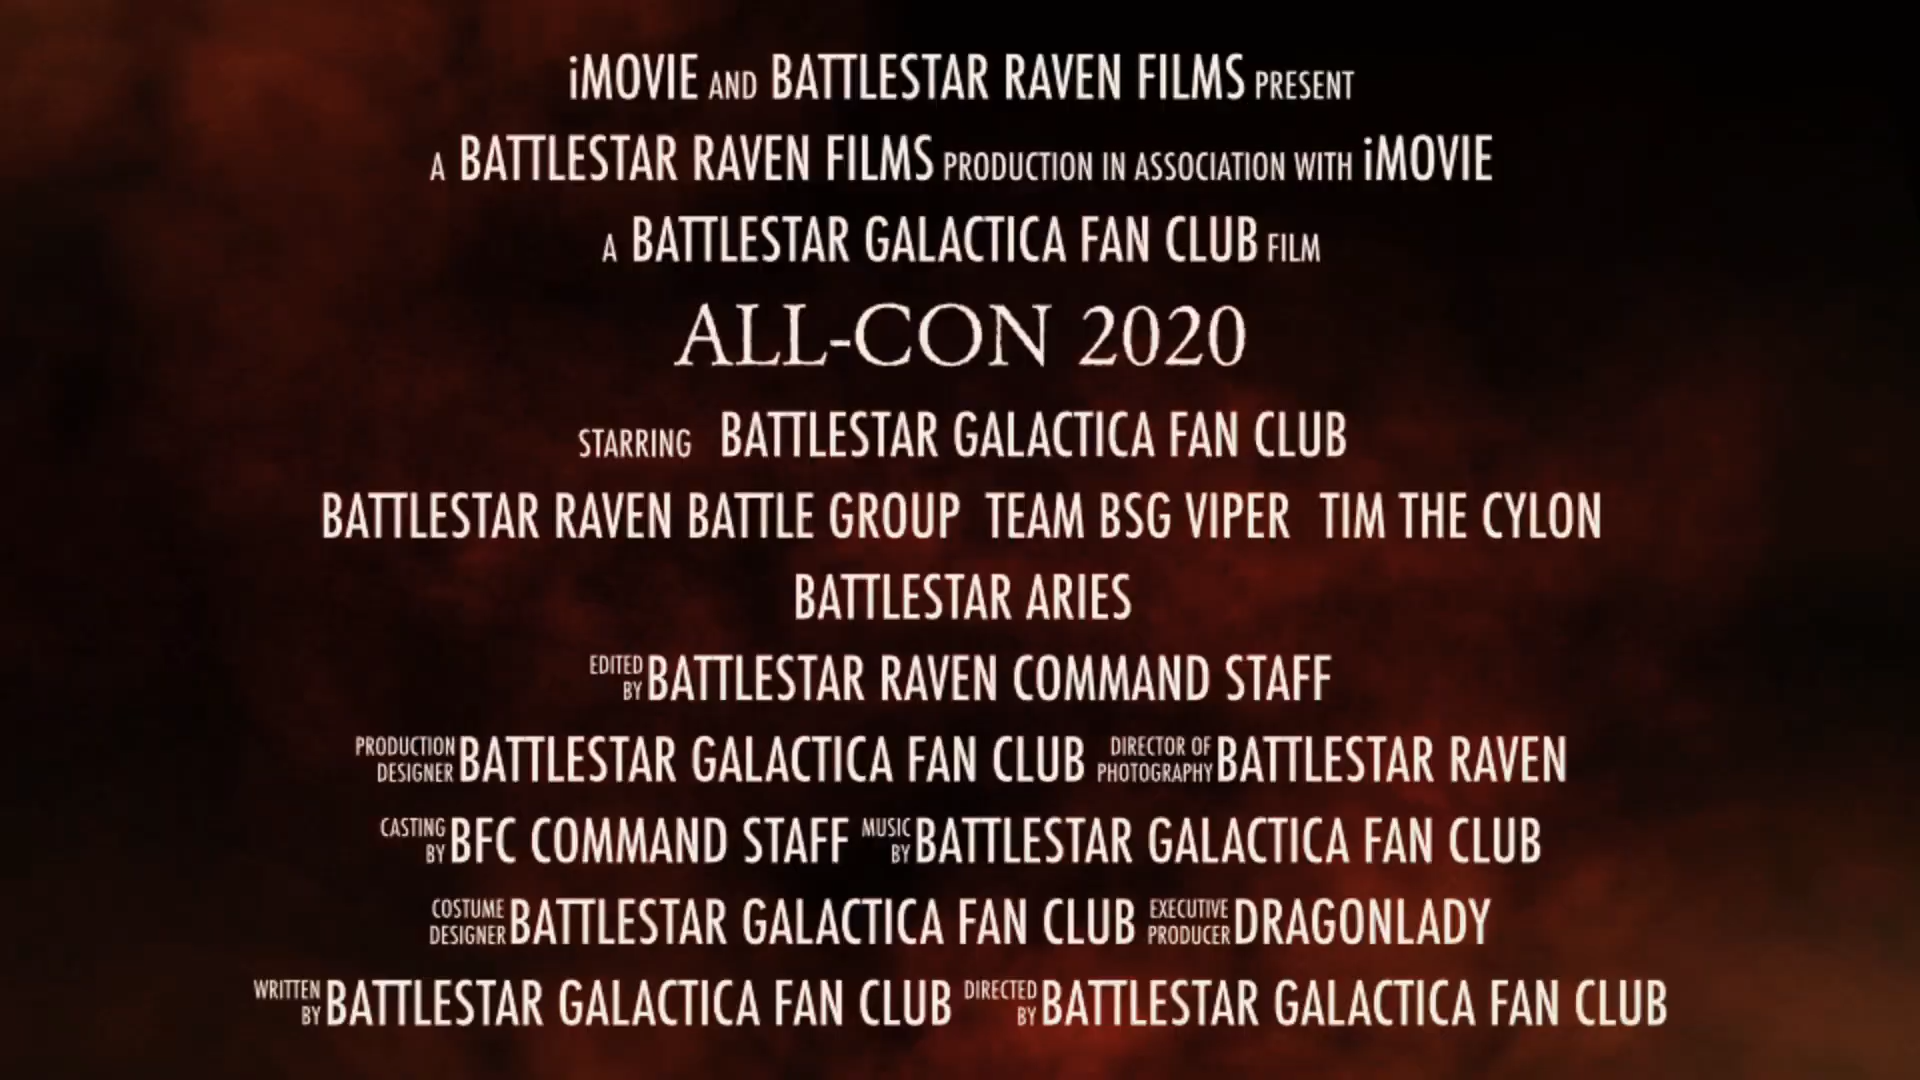 iMOVIE AND BATTLESTAR RAVEN FILMS PRESENT
A BATTLESTAR RAVEN FILMS PRODUCTION IN ASSOCIATION WITH iMOVIE
A BATTLESTAR GALACTICA FAN CLUB FILM
ALL-CON 2020
STARRING BATTLESTAR GALACTICA FAN CLUB
BATTLESTAR RAVEN BATTLE GROUP TEAM BSG VIPER TIM THE CYLON
BATTLESTAR ARIES
EDITED BY BATTLESTAR RAVEN COMMAND STAFF
PRODUCTION DESIGNER BATTLESTAR GALACTICA FAN CLUB DIRECTOR OF PHOTOGRAPHY BATTLESTAR RAVEN
CASTING BY BFC COMMAND STAFF MUSIC BY BATTLESTAR GALACTICA FAN CLUB
COSTUME DESIGNER BATTLESTAR GALACTICA FAN CLUB EXECUTIVE PRODUCER DRAGONLADY
WRITTEN BY BATTLESTAR GALACTICA FAN CLUB DIRECTED BY BATTLESTAR GALACTICA FAN CLUB